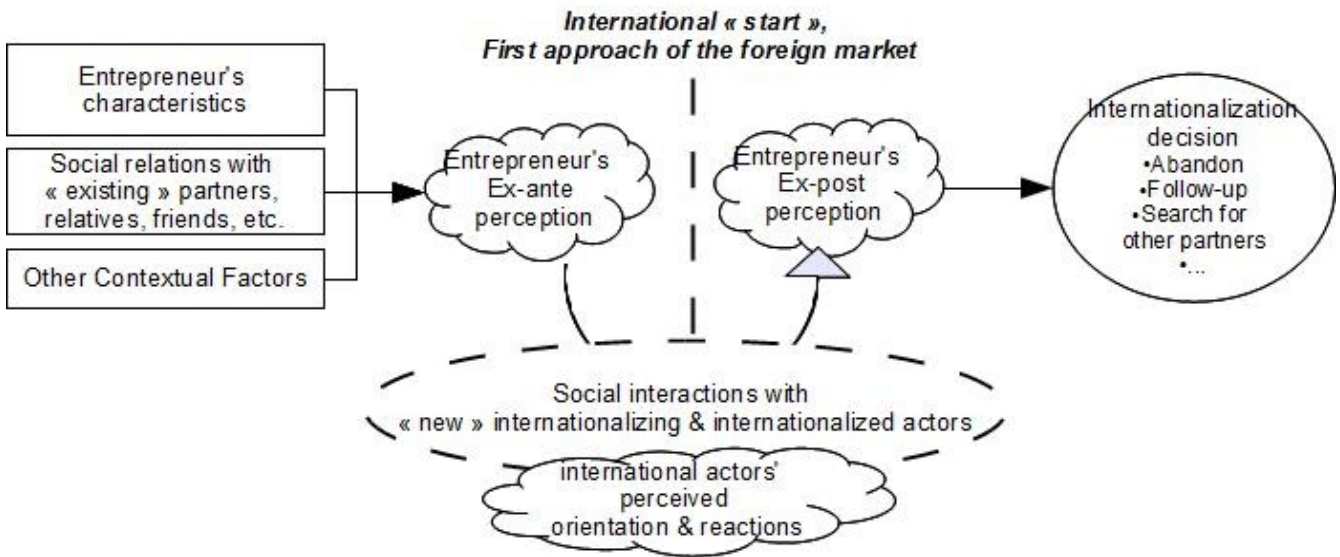 International « start »,
First approach of the foreign market
Entrepreneur's
characteristics
Social relations with
« existing » partners,
relatives, friends, etc.
Other Contextual Factors
Entrepreneur's
Ex-ante
perception
Entrepreneur's
Ex-post
perception
Internationalization
decision
•Abandon
•Follow-up
•Search for
other partners
•...
Social interactions with
« new » internationalizing & internationalized actors
international actors'
perceived
orientation & reactions